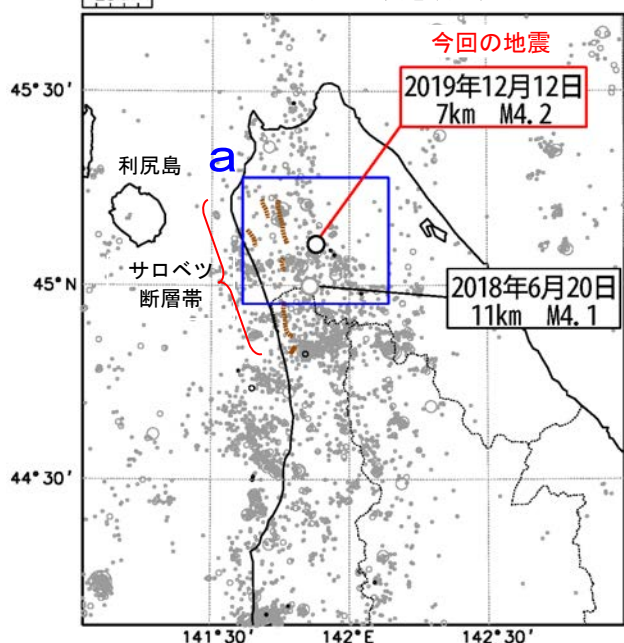 今回の地震
45°30′
2019年12月12日
7km M4.2
a
利尻島
サロベツ
断層帯
45°N
2018年6月20日
11km M4.1
44°30′
141°30′
142°E
142°30′